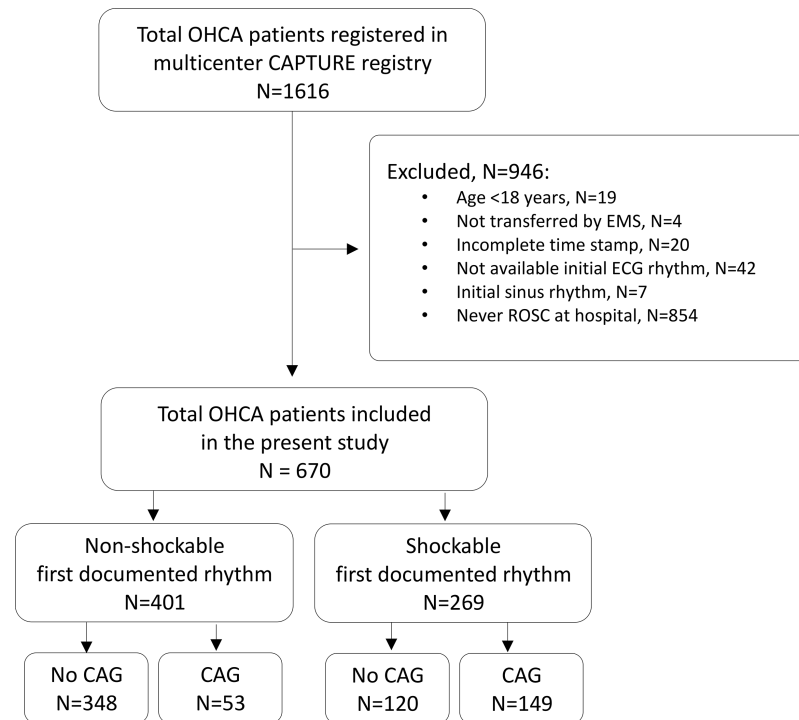 Total OHCA patients registered in
multicenter CAPTURE registry
N=1616
Excluded, N=946:
• Age <18 years, N=19
• Not transferred by EMS, N=4
• Incomplete time stamp, N=20
• Not available initial ECG rhythm, N=42
• Initial sinus rhythm, N=7
• Never ROSC at hospital, N=854
Total OHCA patients included
in the present study
N = 670
Non-shockable
first documented rhythm
N=401
Shockable
first documented rhythm
N=269
No CAG
N=348
CAG
N=53
No CAG
N=120
CAG
N=149